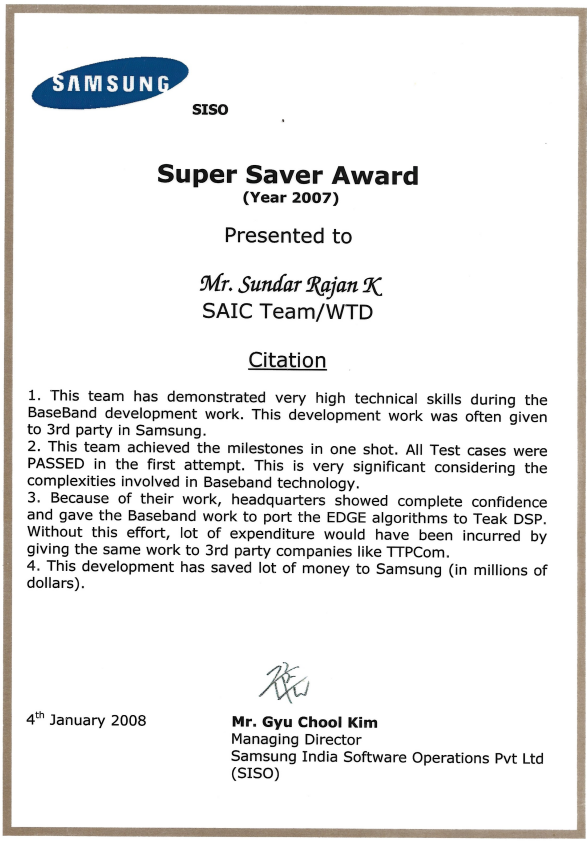 SAMSUNG
SISO
Super Saver Award
(Year 2007)
Presented to
Mr. Sundar Rajan K
SAIC Team/WTD
Citation
1. This team has demonstrated very high technical skills during the
BaseBand development work. This development work was often given
to 3rd party in Samsung.
2. This team achieved the milestones in one shot. All Test cases were
PASSED in the first attempt. This is very significant considering the
complexities involved in Baseband technology.
3. Because of their work, headquarters showed complete confidence
and gave the Baseband work to port the EDGE algorithms to Teak DSP.
Without this effort, lot of expenditure would have been incurred by
giving the same work to 3rd party companies like TTPCom.
4. This development has saved lot of money to Samsung (in millions of
dollars).
4th January 2008
Mr. Gyu Chool Kim
Managing Director
Samsung India Software Operations Pvt Ltd
(SISO)